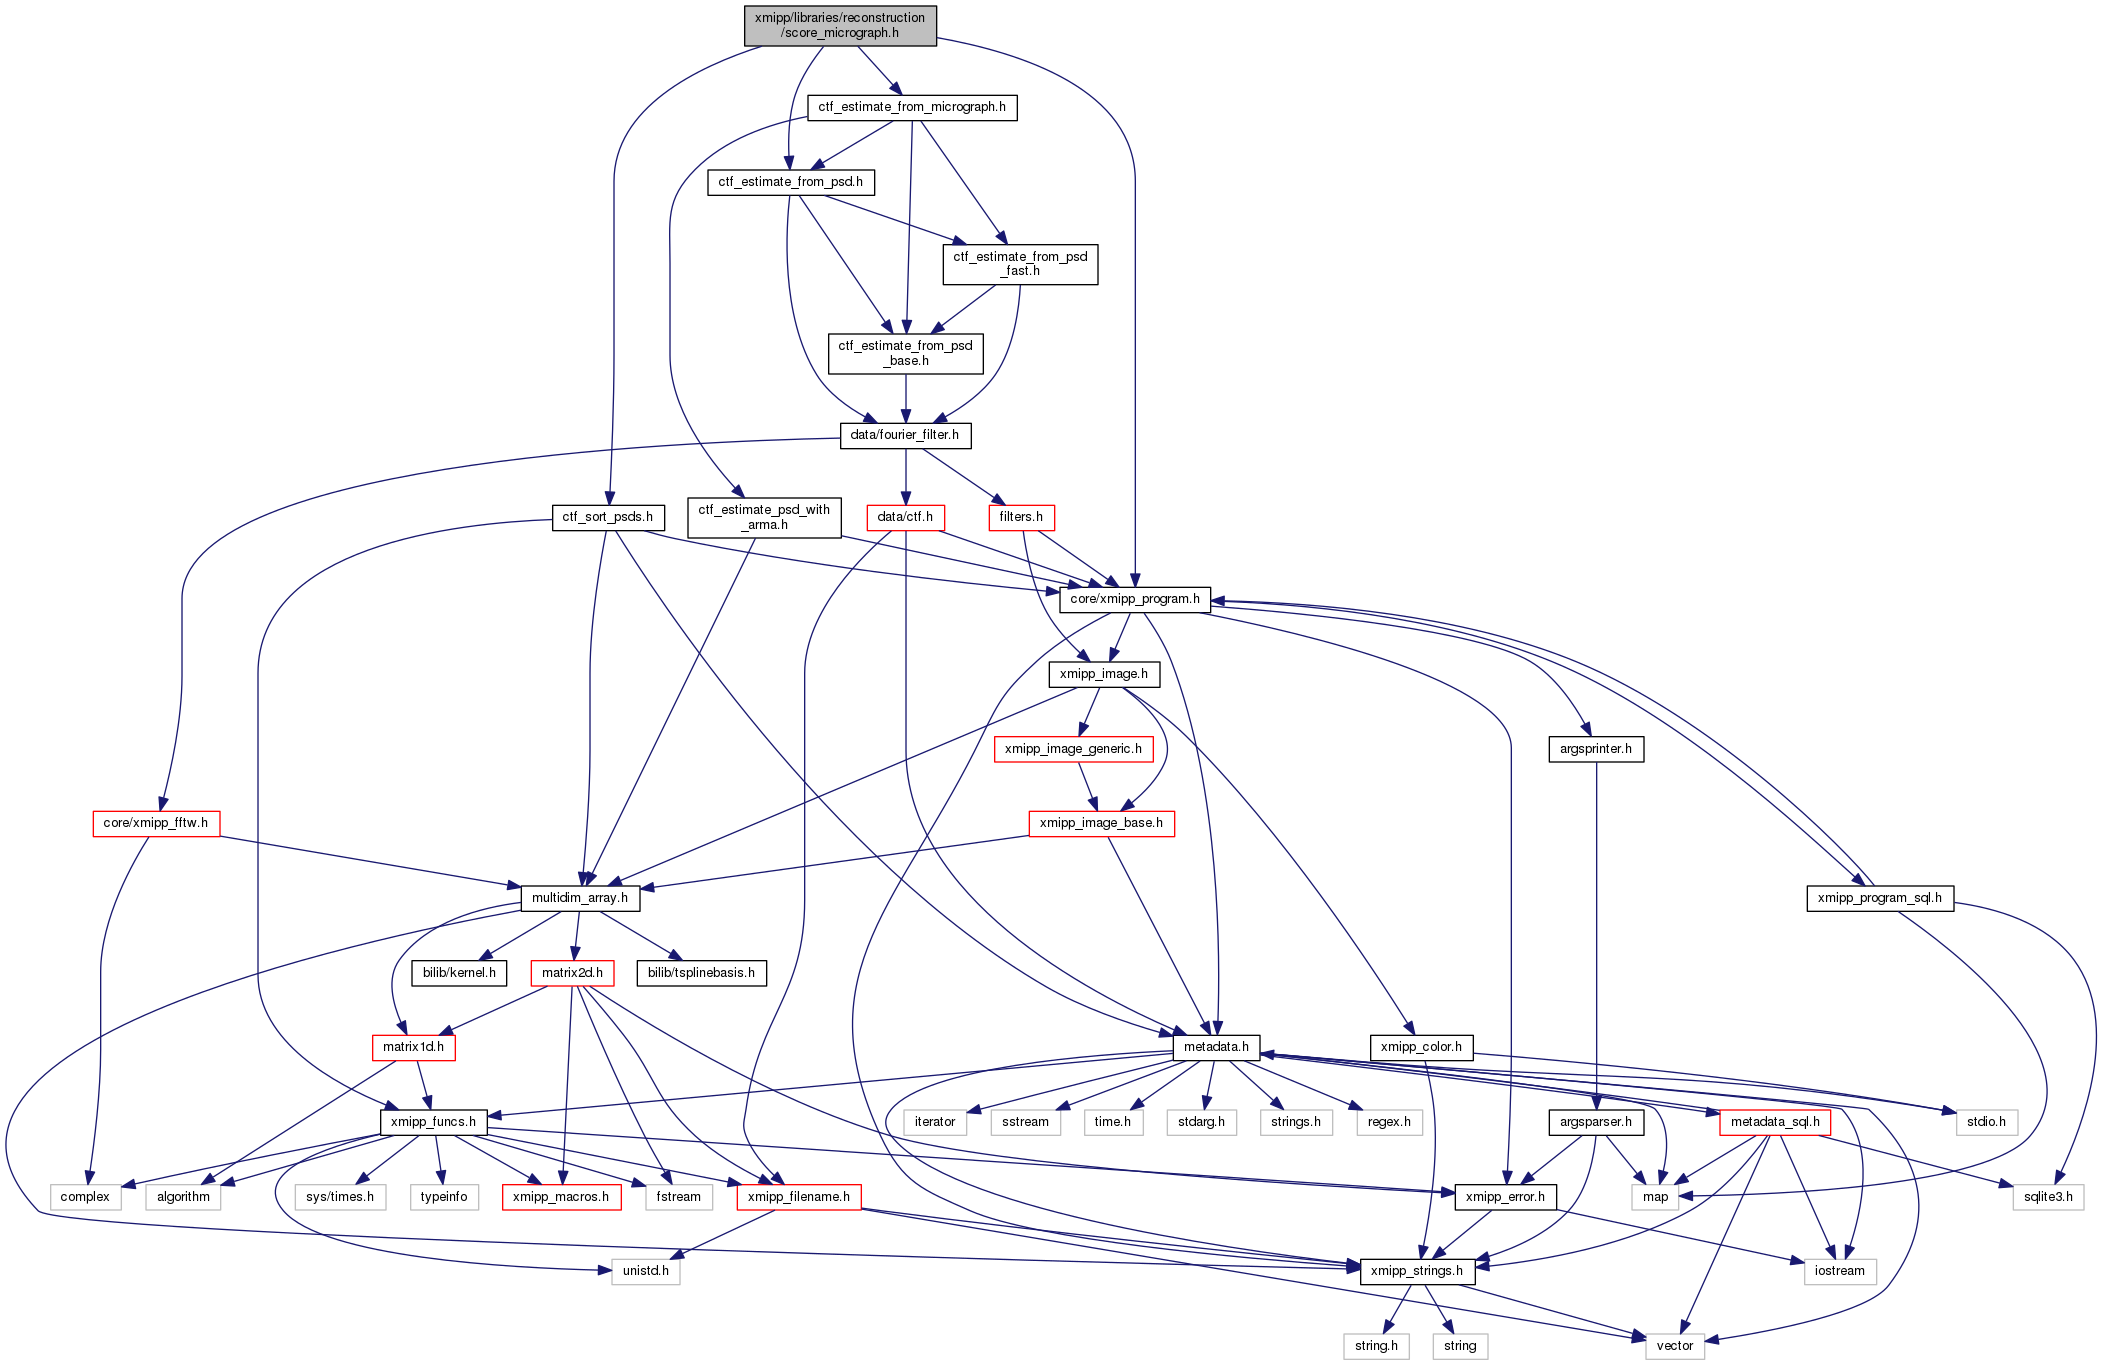 xmipp/libraries/reconstruction
/score_micrograph.h
ctf_estimate_from_micrograph.h
ctf_estimate_from_psd.h
ctf_estimate_from_psd
_fast.h
ctf_estimate_from_psd
_base.h
data/fourier_filter.h
ctf_sort_psds.h
ctf_estimate_psd_with
_arma.h
data/ctf.h
filters.h
core/xmipp_program.h
xmipp_image.h
xmipp_image_generic.h
argsprinter.h
core/xmipp_fftw.h
xmipp_image_base.h
multidim_array.h
xmipp_program_sql.h
bilib/kernel.h
matrix2d.h
bilib/tsplinebasis.h
matrix1d.h
metadata.h
xmipp_color.h
xmipp_funcs.h
iterator
sstream
time.h
stdarg.h
strings.h
regex.h
argsparser.h
metadata_sql.h
stdio.h
complex
algorithm
sys/times.h
typeinfo
xmipp_macros.h
fstream
xmipp_filename.h
xmipp_error.h
map
sqlite3.h
unistd.h
xmipp_strings.h
iostream
string.h
string
vector